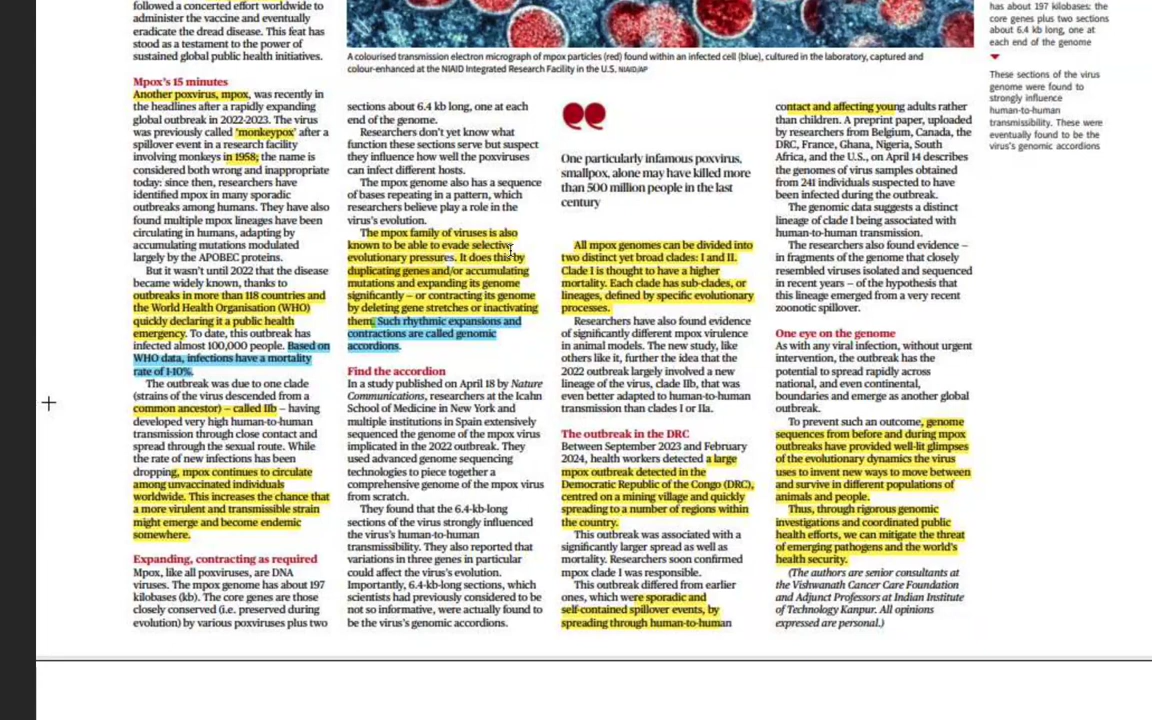 followed a concerted effort worldwide to
administer the vaccine and eventually
eradicate the dread disease. This feat has
stood as a testament to the power of
sustained global public health initiatives.
Mpox's 15 minutes
Another poxvirus, mpox, was recently in
the headlines after a rapidly expanding
global outbreak in 2022-2023. The virus
was previously called 'monkeypox' after a
spillover event in a research facility
involving monkeys in 1958; the name is
considered both wrong and inappropriate
today: since then, researchers have
identified mpox in many sporadic
outbreaks among humans. They have also
found multiple mpox lineages have been
circulating in humans, adapting by
accumulating mutations modulated
largely by the APOBEC proteins.
But it wasn't until 2022 that the disease
became widely known, thanks to
outbreaks in more than 118 countries and
the World Health Organisation (WHO)
quickly declaring it a public health
emergency. To date, this outbreak has
infected almost 100,000 people. Based on
WHO data, infections have a mortality
rate of 1-10%.
The outbreak was due to one clade
(strains of the virus descended from a
common ancestor) – called IIb – having
developed very high human-to-human
transmission through close contact and
spread through the sexual route. While
the rate of new infections has been
dropping, mpox continues to circulate
among unvaccinated individuals
worldwide. This increases the chance that
a more virulent and transmissible strain
might emerge and become endemic
somewhere.
Expanding, contracting as required
Mpox, like all poxviruses, are DNA
viruses. The mpox genome has about 197
kilobases (kb). The core genes are those
closely conserved (i.e. preserved during
evolution) by various poxviruses plus two
A colourised transmission electron micrograph of mpox particles (red) found within an infected cell (blue), cultured in the laboratory, captured and
colour-enhanced at the NIAID Integrated Research Facility in the U.S. NIAID/AP
sections about 6.4 kb long, one at each
end of the genome.
Researchers don't yet know what
function these sections serve but suspect
they influence how well the poxviruses
can infect different hosts.
The mpox genome also has a sequence
of bases repeating in a pattern, which
researchers believe play a role in the
virus's evolution.
The mpox family of viruses is also
known to be able to evade selective
evolutionary pressures. It does this by
duplicating genes and/or accumulating
mutations and expanding its genome
significantly – or contracting its genome
by deleting gene stretches or inactivating
them. Such rhythmic expansions and
contractions are called genomic
accordions.
Find the accordion
In a study published on April 18 by Nature
Communications, researchers at the Icahn
School of Medicine in New York and
multiple institutions in Spain extensively
sequenced the genome of the mpox virus
implicated in the 2022 outbreak. They
used advanced genome sequencing
technologies to piece together a
comprehensive genome of the mpox virus
from scratch.
They found that the 6.4-kb-long
sections of the virus strongly influenced
the virus's human-to-human
transmissibility. They also reported that
variations in three genes in particular
could affect the virus's evolution.
Importantly, 6.4-kb-long sections, which
scientists had previously considered to be
not so informative, were actually found to
be the virus's genomic accordions.
One particularly infamous poxvirus,
smallpox, alone may have killed more
than 500 million people in the last
century
All mpox genomes can be divided into
two distinct yet broad clades: I and II.
Clade I is thought to have a higher
mortality. Each clade has sub-clades, or
lineages, defined by specific evolutionary
processes.
Researchers have also found evidence
of significantly different mpox virulence
in animal models. The new study, like
others like it, further the idea that the
2022 outbreak largely involved a new
lineage of the virus, clade IIb, that was
even better adapted to human-to-human
transmission than clades I or IIa.
The outbreak in the DRC
Between September 2023 and February
2024, health workers detected a large
mpox outbreak detected in the
Democratic Republic of the Congo (DRC),
centred on a mining village and quickly
spreading to a number of regions within
the country.
This outbreak was associated with a
significantly larger spread as well as
mortality. Researchers soon confirmed
mpox clade I was responsible.
This outbreak differed from earlier
ones, which were sporadic and
self-contained spillover events, by
spreading through human-to-human
contact and affecting young adults rather
than children. A preprint paper, uploaded
by researchers from Belgium, Canada, the
DRC, France, Ghana, Nigeria, South
Africa, and the U.S., on April 14 describes
the genomes of virus samples obtained
from 241 individuals suspected to have
been infected during the outbreak.
The genomic data suggests a distinct
lineage of clade I being associated with
human-to-human transmission.
The researchers also found evidence –
in fragments of the genome that closely
resembled viruses isolated and sequenced
in recent years – of the hypothesis that
this lineage emerged from a very recent
zoonotic spillover.
One eye on the genome
As with any viral infection, without urgent
intervention, the outbreak has the
potential to spread rapidly across
national, and even continental,
boundaries and emerge as another global
outbreak.
To prevent such an outcome, genome
sequences from before and during mpox
outbreaks have provided well-lit glimpses
of the evolutionary dynamics the virus
uses to invent new ways to move between
and survive in different populations of
animals and people.
Thus, through rigorous genomic
investigations and coordinated public
health efforts, we can mitigate the threat
of emerging pathogens and the world's
health security.
(The authors are senior consultants at
the Vishwanath Cancer Care Foundation
and Adjunct Professors at Indian Institute
of Technology Kanpur. All opinions
expressed are personal.)
has about 197 kilobases: the
core genes plus two sections
about 6.4 kb long, one at
each end of the genome
These sections of the virus
genome were found to
strongly influence
human-to-human
transmissibility. These were
eventually found to be the
virus's genomic accordions